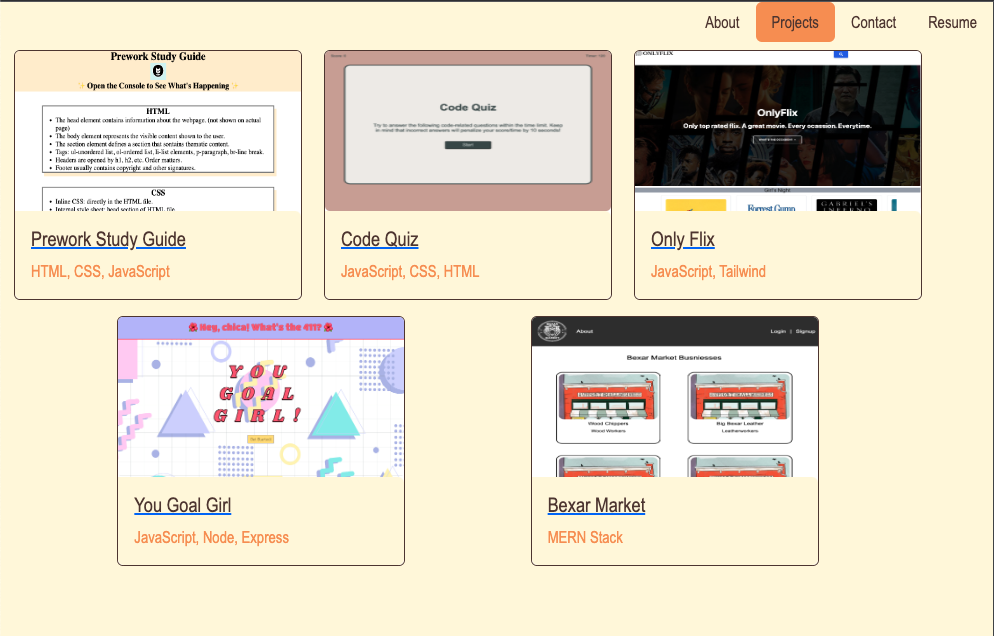 About
Projects
Contact
Resume
Prework Study Guide
✨ Open the Console to See What's Happening ✨
HTML
• The head element contains information about the webpage. (not shown on actual
page)
• The body element represents the visible content shown to the user.
• The section element defines a section that contains thematic content.
• Tags: ul-unordered list, ol-ordered list, li-list elements, p-paragraph, br-line break.
• Headers are opened by h1, h2, etc. Order matters.
• Footer usually contains copyright and other signatures.
CSS
• Inline CSS: directly in the HTML file.
• Internal style sheet: head section of HTML file
Prework Study Guide
HTML, CSS, JavaScript
Code Quiz
Try to answer the following code-related questions within the time limit. Keep
in mind that incorrect answers will penalize your score/time by 10 seconds!
Start
Code Quiz
JavaScript, CSS, HTML
ONLYFLIX
OnlyFlix
Only top rated flix. A great movie. Every ocassion. Everytime.
Girl's Night
Forrest Gump
GABRIEL'S
INFERNO
Only Flix
JavaScript, Tailwind
Hey, chica! What's the 411?
YOU
GOAL
GIRL!
Get Started
You Goal Girl
JavaScript, Node, Express
About
Login | Signup
Bexar Market Busniesses
Wood Chippers
Wood Workers
Big Bexar Leather
Leatherworkers
Bexar Market
MERN Stack